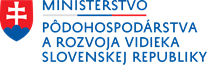 MINISTERSTVO
PÔDOHOSPODÁRSTVA
A ROZVOJA VIDIEKA
SLOVENSKEJ REPUBLIKY